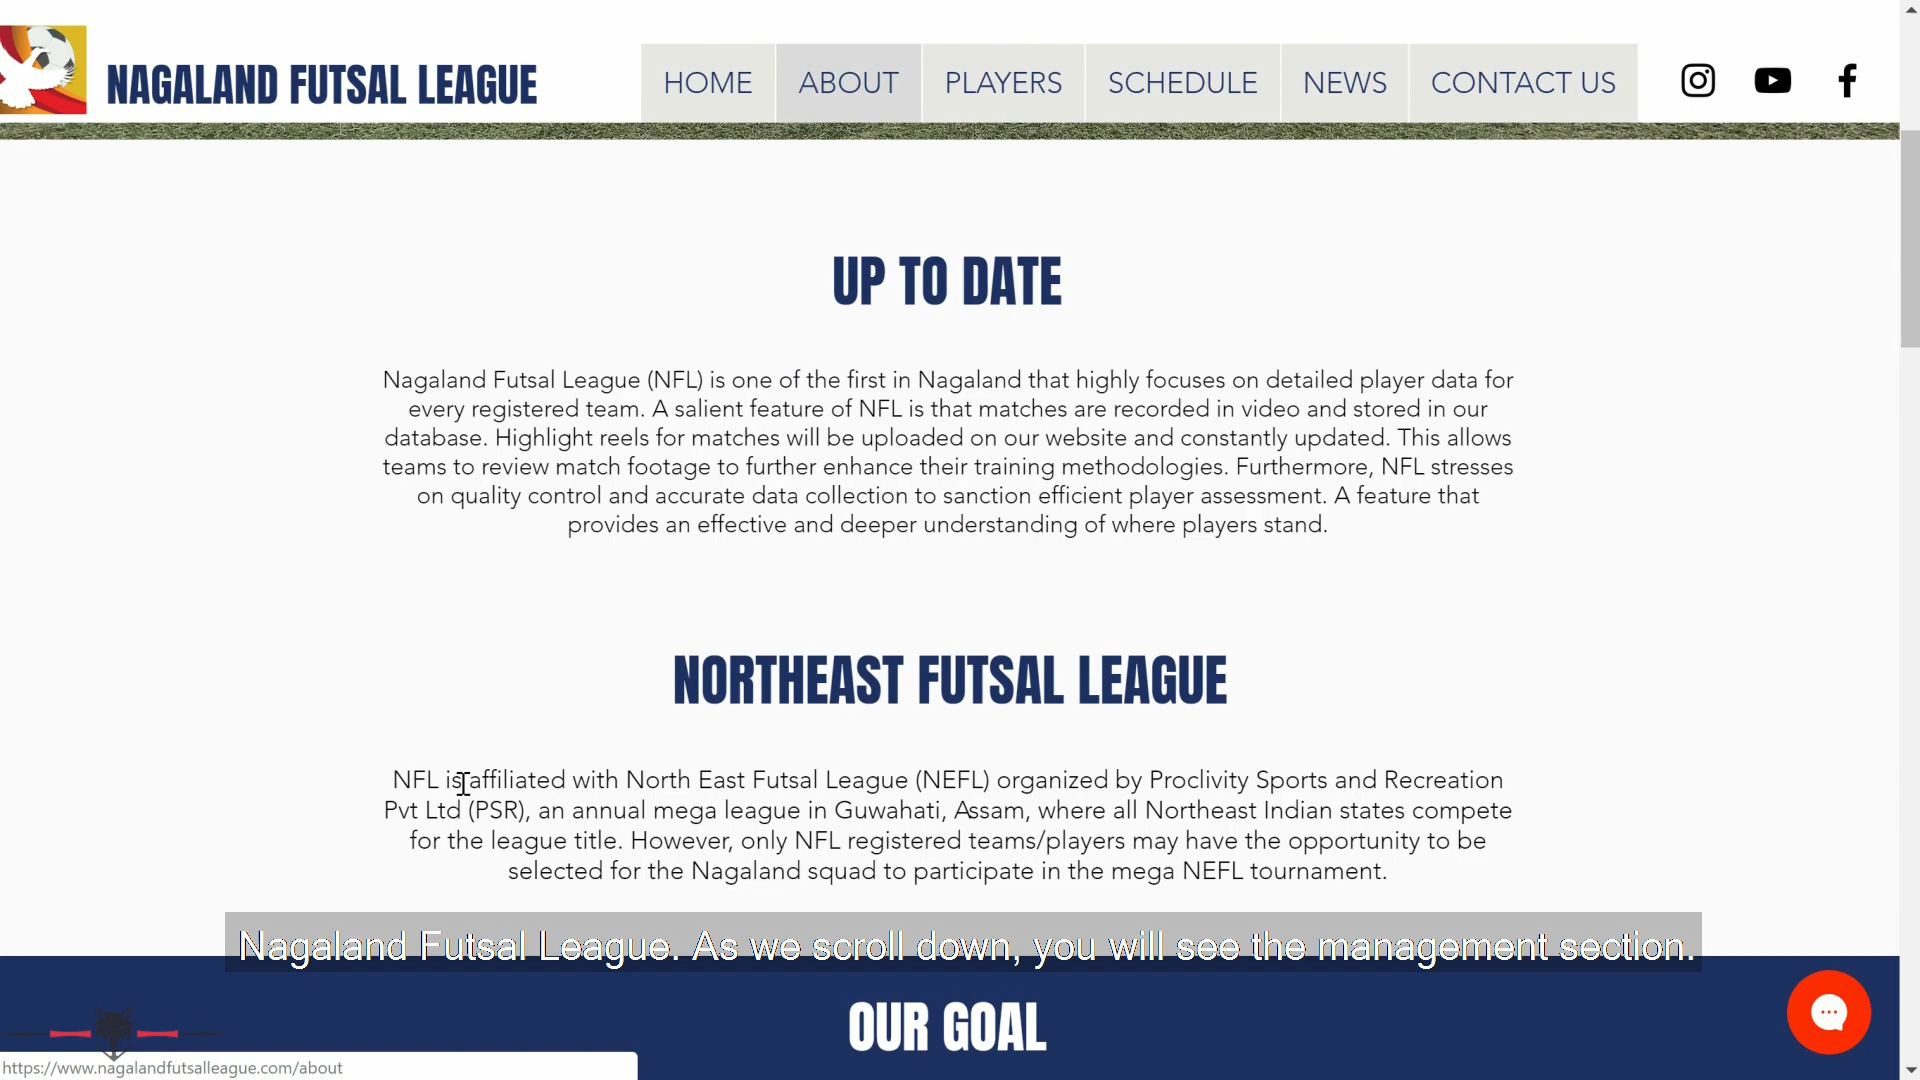 NAGALAND FUTSAL LEAGUE
HOME
ABOUT
PLAYERS
SCHEDULE
NEWS
CONTACT US
UP TO DATE
Nagaland Futsal League (NFL) is one of the first in Nagaland that highly focuses on detailed player data for
every registered team. A salient feature of NFL is that matches are recorded in video and stored in our
database. Highlight reels for matches will be uploaded on our website and constantly updated. This allows
teams to review match footage to further enhance their training methodologies. Furthermore, NFL stresses
on quality control and accurate data collection to sanction efficient player assessment. A feature that
provides an effective and deeper understanding of where players stand.
NORTHEAST FUTSAL LEAGUE
NFL is affiliated with North East Futsal League (NEFL) organized by Proclivity Sports and Recreation
Pvt Ltd (PSR), an annual mega league in Guwahati, Assam, where all Northeast Indian states compete
for the league title. However, only NFL registered teams/players may have the opportunity to be
selected for the Nagaland squad to participate in the mega NEFL tournament.
Nagaland Futsal League. As we scroll down, you will see the management section.
OUR GOAL
https://www.nagalandfutsalleague.com/about